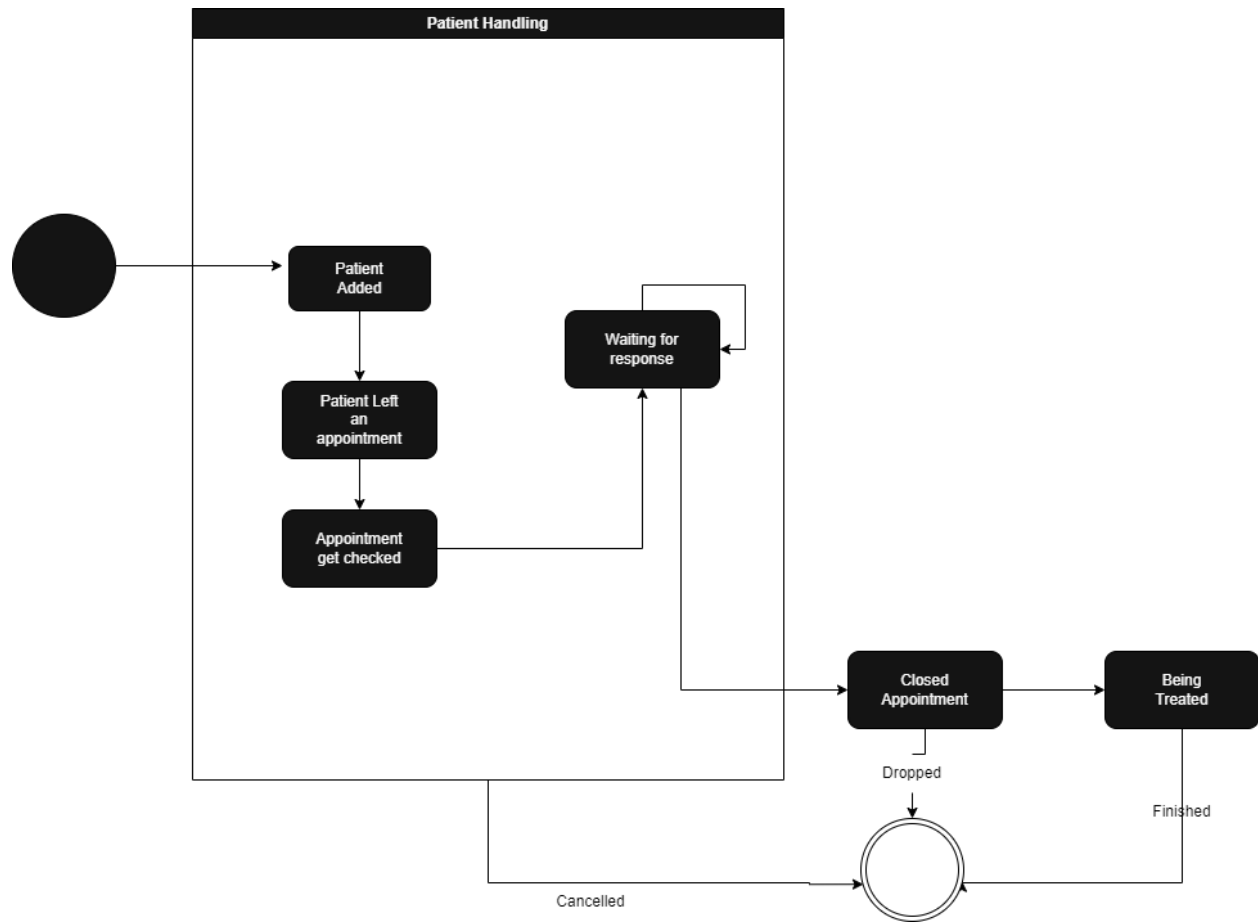 Patient Handling
Patient
Added
Waiting for
response
Patient Left
an
appointment
Appointment
get checked
Closed
Appointment
Being
Treated
Dropped
Finished
Cancelled